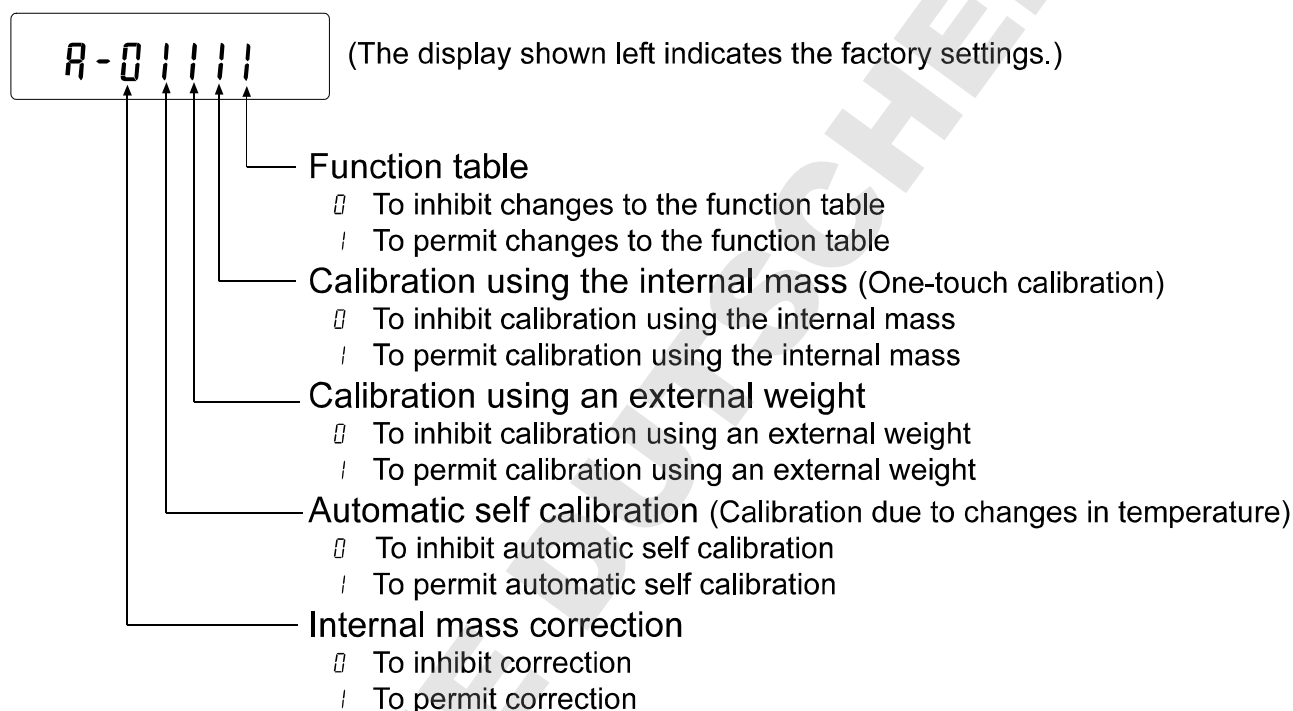 A-01111 (The display shown left indicates the factory settings.)
Function table
0 To inhibit changes to the function table
1 To permit changes to the function table
Calibration using the internal mass (One-touch calibration)
0 To inhibit calibration using the internal mass
1 To permit calibration using the internal mass
Calibration using an external weight
0 To inhibit calibration using an external weight
1 To permit calibration using an external weight
Automatic self calibration (Calibration due to changes in temperature)
0 To inhibit automatic self calibration
1 To permit automatic self calibration
Internal mass correction
0 To inhibit correction
1 To permit correction
E DUTSCHE